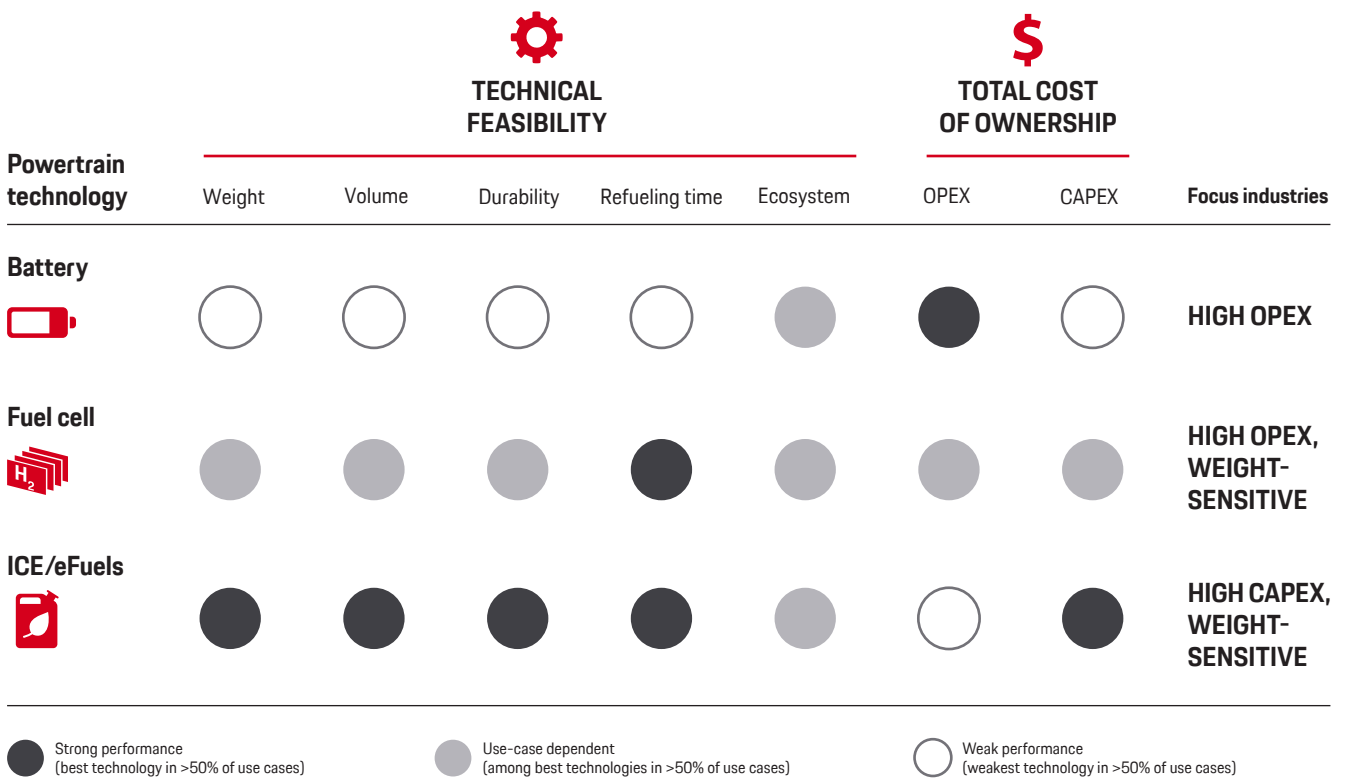 TECHNICAL
FEASIBILITY
$
TOTAL COST
OF OWNERSHIP
Powertrain
technology
Weight
Volume
Durability
Refueling time
Ecosystem
OPEX
CAPEX
Focus industries
Battery
HIGH OPEX
Fuel cell
H2
HIGH OPEX,
WEIGHT-
SENSITIVE
ICE/eFuels
HIGH CAPEX,
WEIGHT-
SENSITIVE
Strong performance
(best technology in >50% of use cases)
Use-case dependent
(among best technologies in >50% of use cases)
Weak performance
(weakest technology in >50% of use cases)